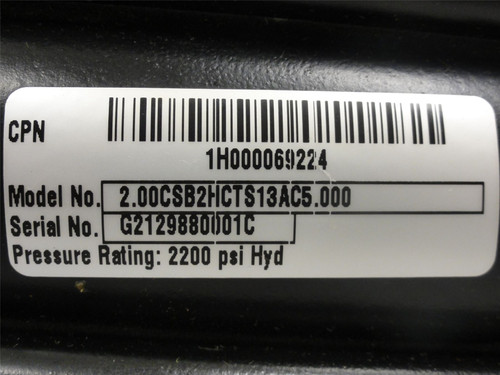 CPN
1H000069224
Model No. 2.00CSB2HCTS13AC5.000
Serial No. G2129880001C
Pressure Rating: 2200 psi Hyd